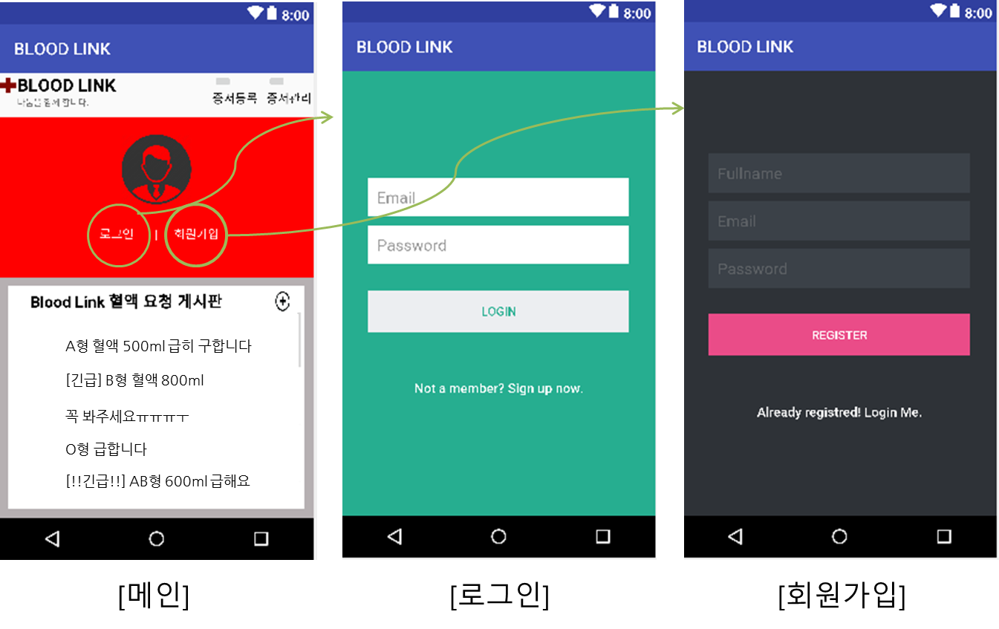 8:00
BLOOD LINK
BLOOD LINK
나눔을 함께 합니다.
증서등록 증서관리
로그인 | 회원가입
Blood Link 혈액 요청 게시판
A형 혈액 500ml 급히 구합니다
[긴급] B형 혈액 800ml
꼭 봐주세요ㅠㅠㅠㅜ
O형 급합니다
[!!긴급!!] AB형 600ml 급해요
[메인]
8:00
BLOOD LINK
Email
Password
LOGIN
Not a member? Sign up now.
[로그인]
8:00
BLOOD LINK
Fullname
Email
Password
REGISTER
Already registred! Login Me.
[회원가입]